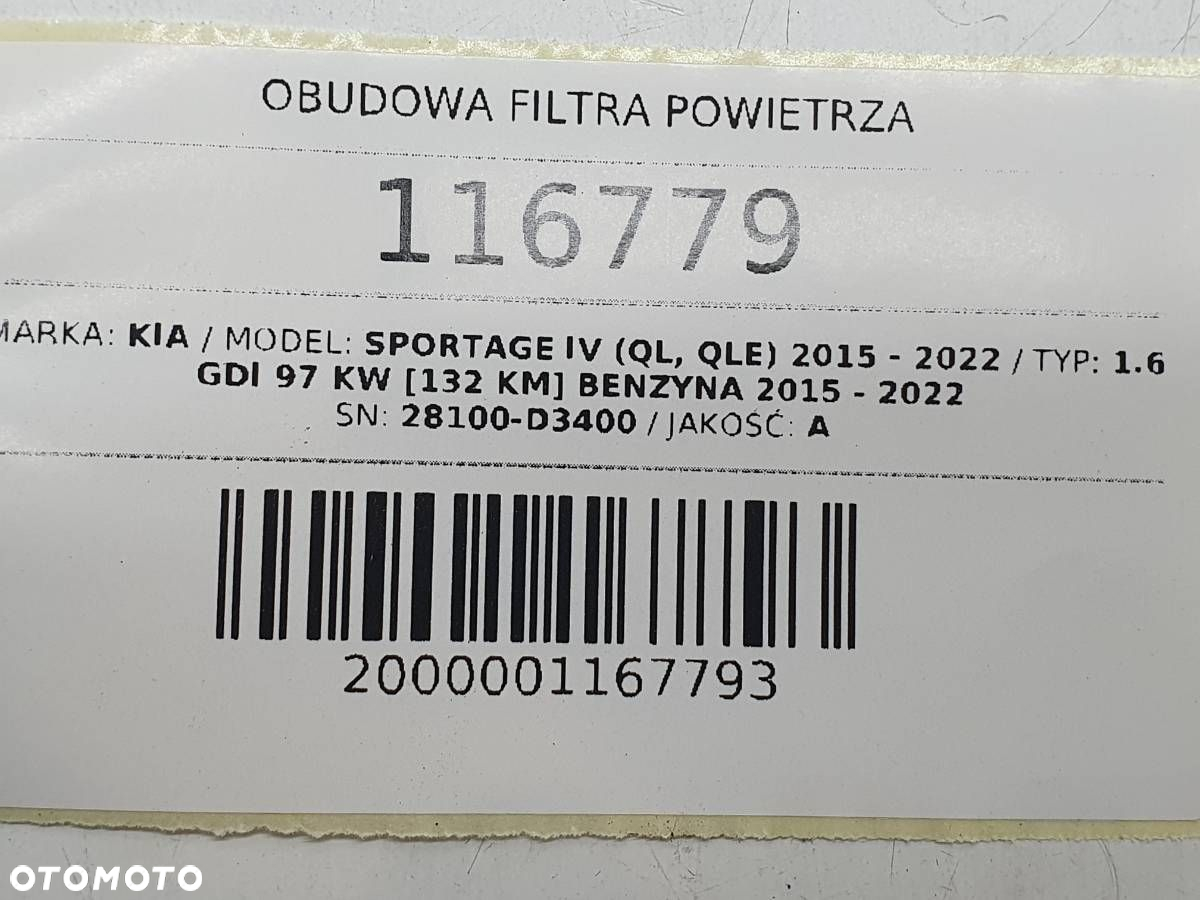 OBUDOWA FILTRA POWIETRZA
116779
MARKA: KIA / MODEL: SPORTAGE IV (QL, QLE) 2015 - 2022 / TYP: 1.6
GDI 97 KW [132 KM] BENZYNA 2015 - 2022
SN: 28100-D3400 / JAKOŚĆ: A
2000001167793
OTOMOTO